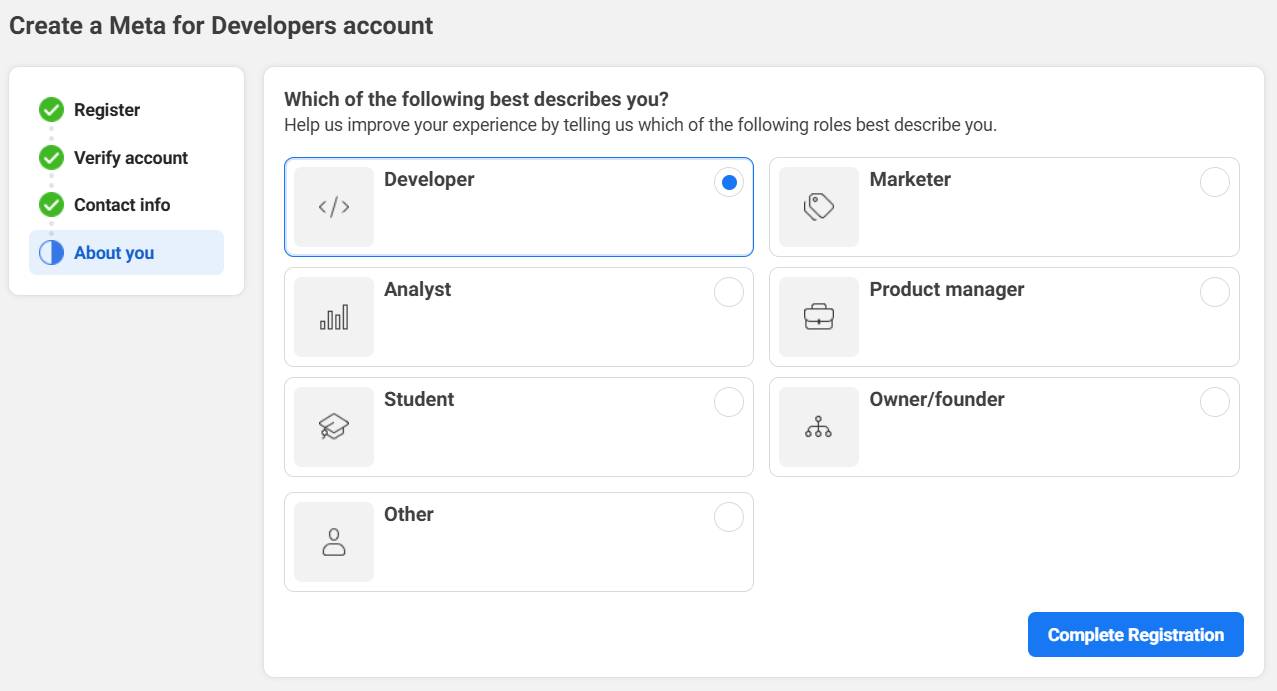 Create a Meta for Developers account
Register
Verify account
Contact info
About you
Which of the following best describes you?
Help us improve your experience by telling us which of the following roles best describe you.
Developer
Marketer
Analyst
Product manager
Student
Owner/founder
Other
Complete Registration